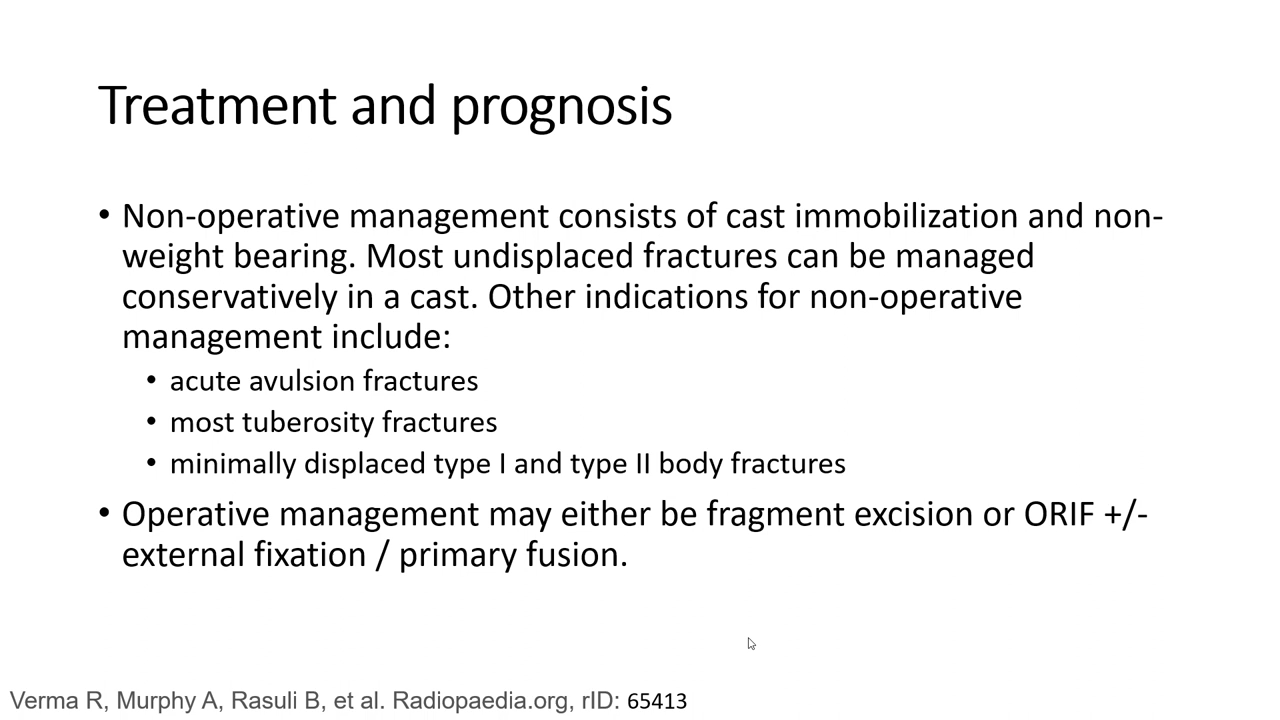 Treatment and prognosis
• Non-operative management consists of cast immobilization and non-
weight bearing. Most undisplaced fractures can be managed
conservatively in a cast. Other indications for non-operative
management include:
• acute avulsion fractures
• most tuberosity fractures
• minimally displaced type I and type II body fractures
• Operative management may either be fragment excision or ORIF +/-
external fixation / primary fusion.
Verma R, Murphy A, Rasuli B, et al. Radiopaedia.org, rID: 65413